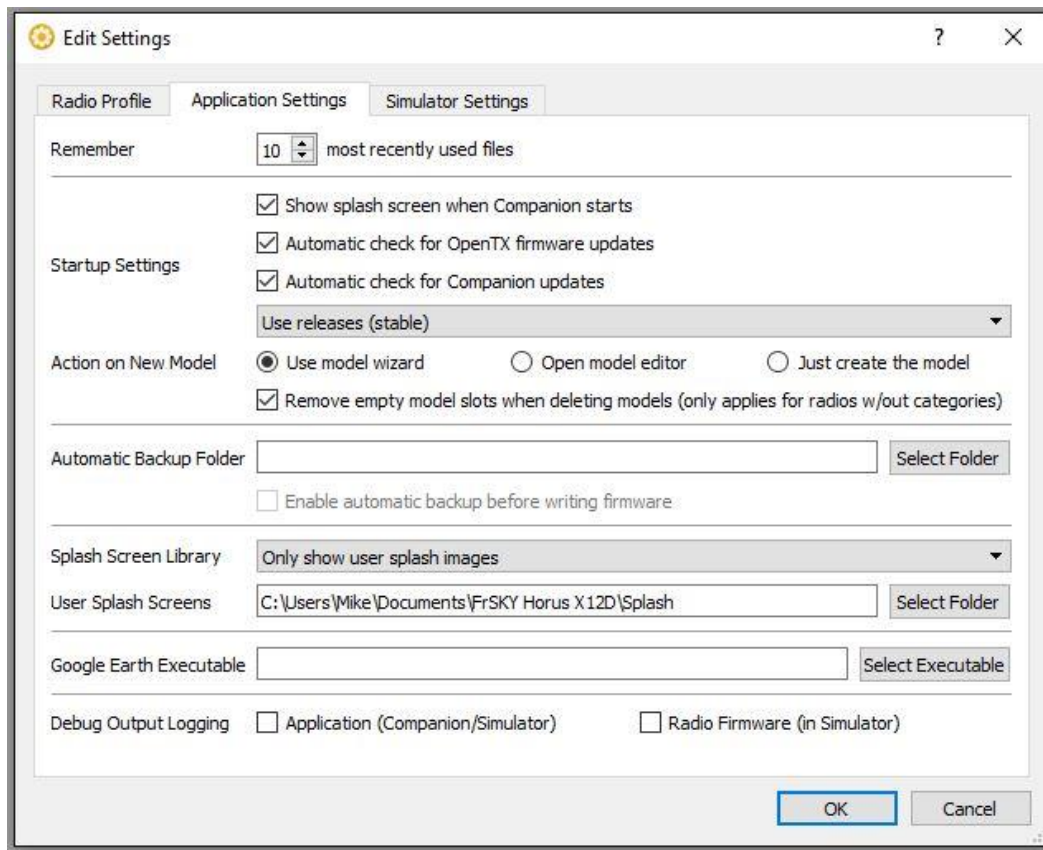 Edit Settings
Radio Profile Application Settings Simulator Settings
Remember 10 most recently used files
Show splash screen when Companion starts
Automatic check for OpenTX firmware updates
Startup Settings
Automatic check for Companion updates
Use releases (stable)
Action on New Model Use model wizard Open model editor Just create the model
Remove empty model slots when deleting models (only applies for radios w/out categories)
Automatic Backup Folder Select Folder
Enable automatic backup before writing firmware
Splash Screen Library Only show user splash images
User Splash Screens C:\Users\Mike\Documents\FrSKY Horus X12D\Splash Select Folder
Google Earth Executable Select Executable
Debug Output Logging Application (Companion/Simulator) Radio Firmware (in Simulator)
OK Cancel